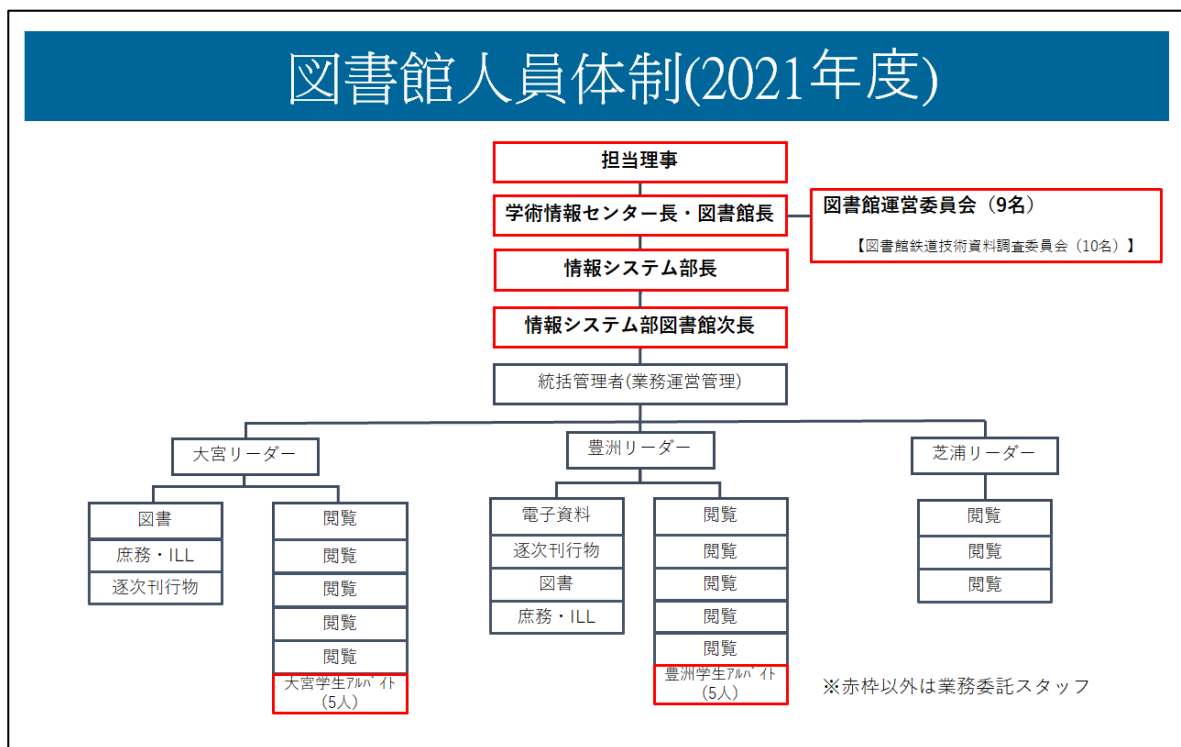 図書館人員体制(2021年度)
担当理事
学術情報センター長・図書館長
図書館運営委員会（9名）
【図書館鉄道技術資料調査委員会（10名）】
情報システム部長
情報システム部図書館次長
統括管理者(業務運営管理)
大宮リーダー
豊洲リーダー
芝浦リーダー
図書
庶務・ILL
逐次刊行物
閲覧
閲覧
閲覧
閲覧
閲覧
大宮学生ｱﾙﾊﾞｲﾄ
(5人)
電子資料
逐次刊行物
図書
庶務・ILL
閲覧
閲覧
閲覧
閲覧
閲覧
豊洲学生ｱﾙﾊﾞｲﾄ
(5人)
閲覧
閲覧
閲覧
※赤枠以外は業務委託スタッフ